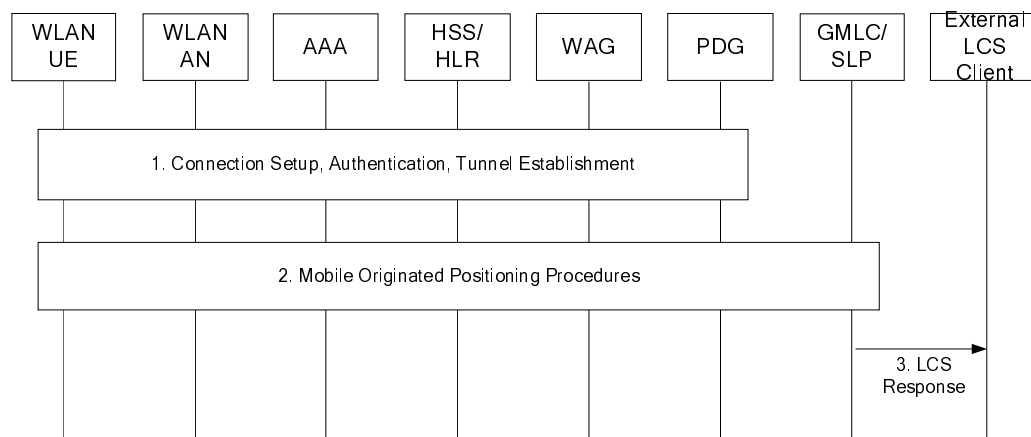 WLAN
UE
WLAN
AN
AAA
HSS/
HLR
WAG
PDG
GMLC/
SLP
External
LCS
Client
1. Connection Setup, Authentication, Tunnel Establishment
2. Mobile Originated Positioning Procedures
3. LCS
Response